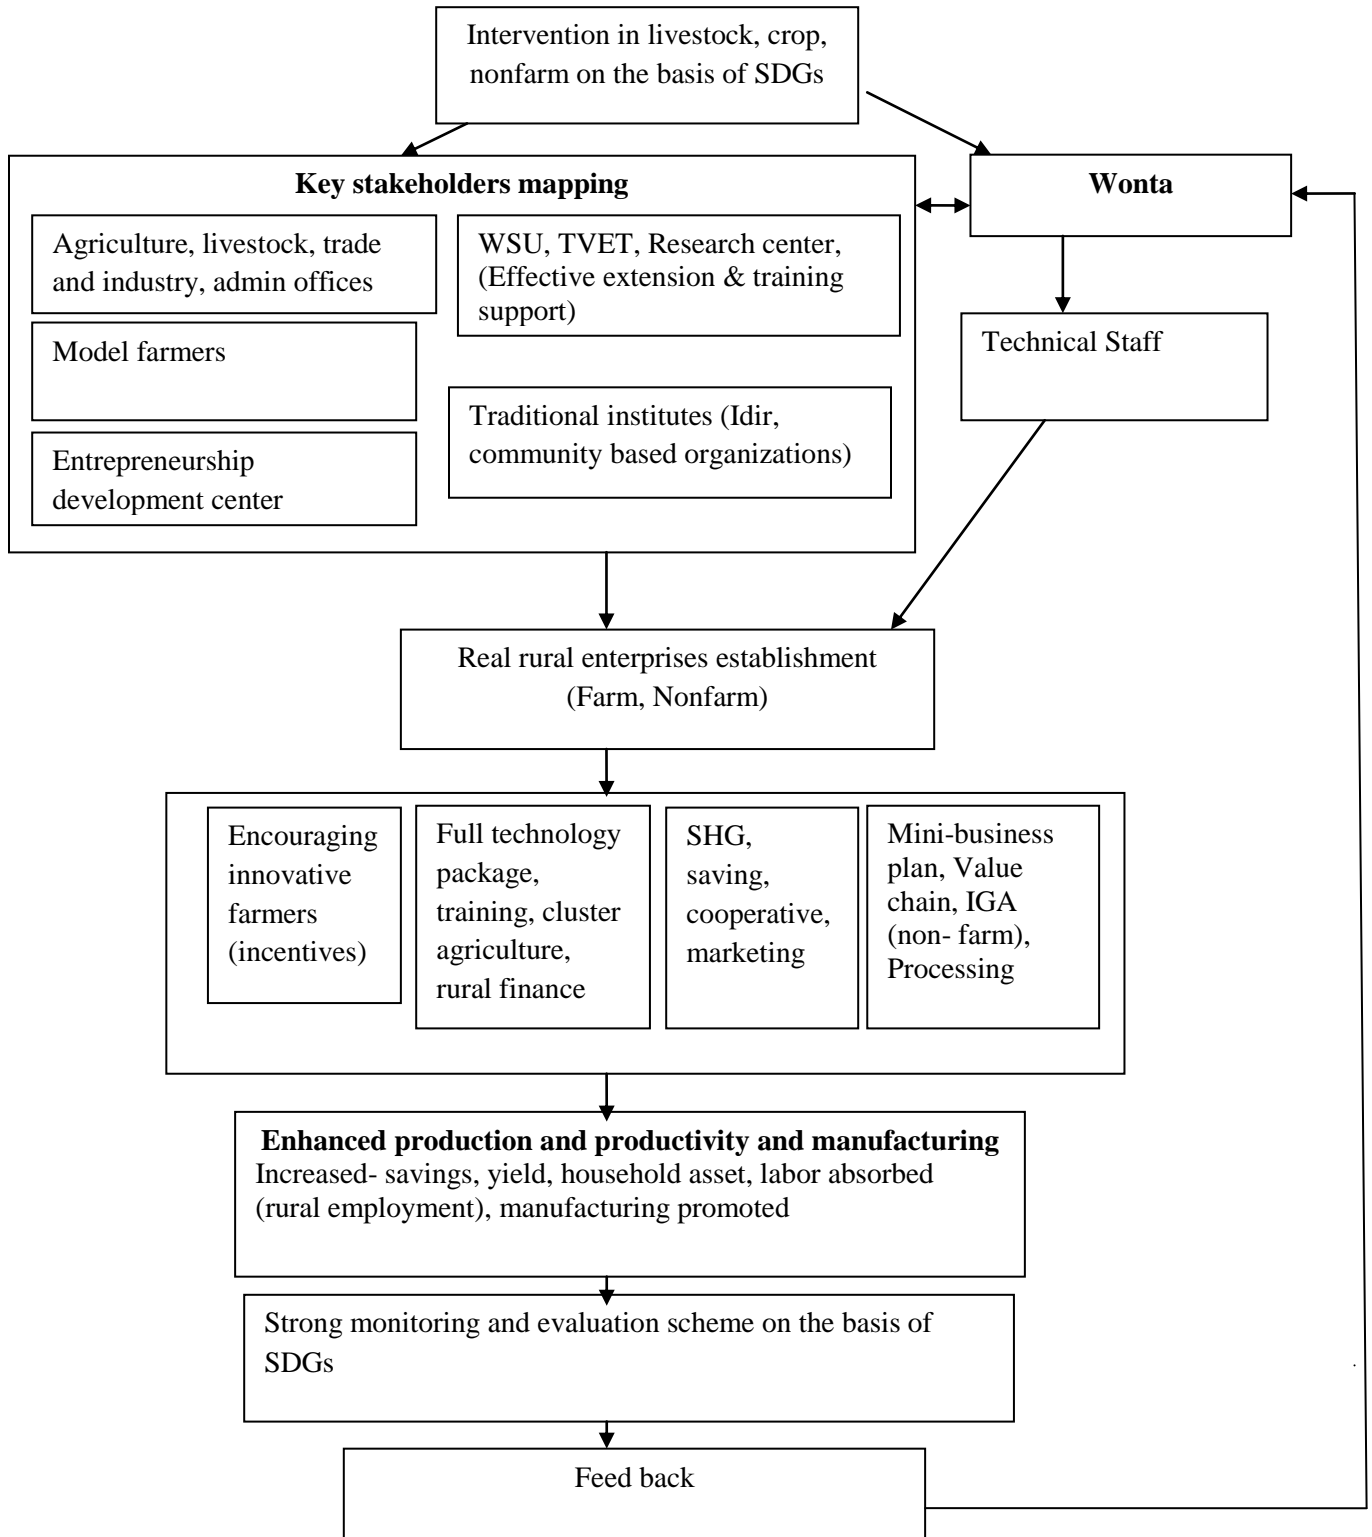 Intervention in livestock, crop,
nonfarm on the basis of SDGs
Key stakeholders mapping
Wonta
Agriculture, livestock, trade
and industry, admin offices
WSU, TVET, Research center,
(Effective extension & training
support)
Model farmers
Technical Staff
Traditional institutes (Idir,
community based organizations)
Entrepreneurship
development center
Real rural enterprises establishment
(Farm, Nonfarm)
Encouraging
innovative
farmers
(incentives)
Full technology
package,
training, cluster
agriculture,
rural finance
SHG,
saving,
cooperative,
marketing
Mini-business
plan, Value
chain, IGA
(non- farm),
Processing
Enhanced production and productivity and manufacturing
Increased- savings, yield, household asset, labor absorbed
(rural employment), manufacturing promoted
Strong monitoring and evaluation scheme on the basis of
SDGs
Feed back